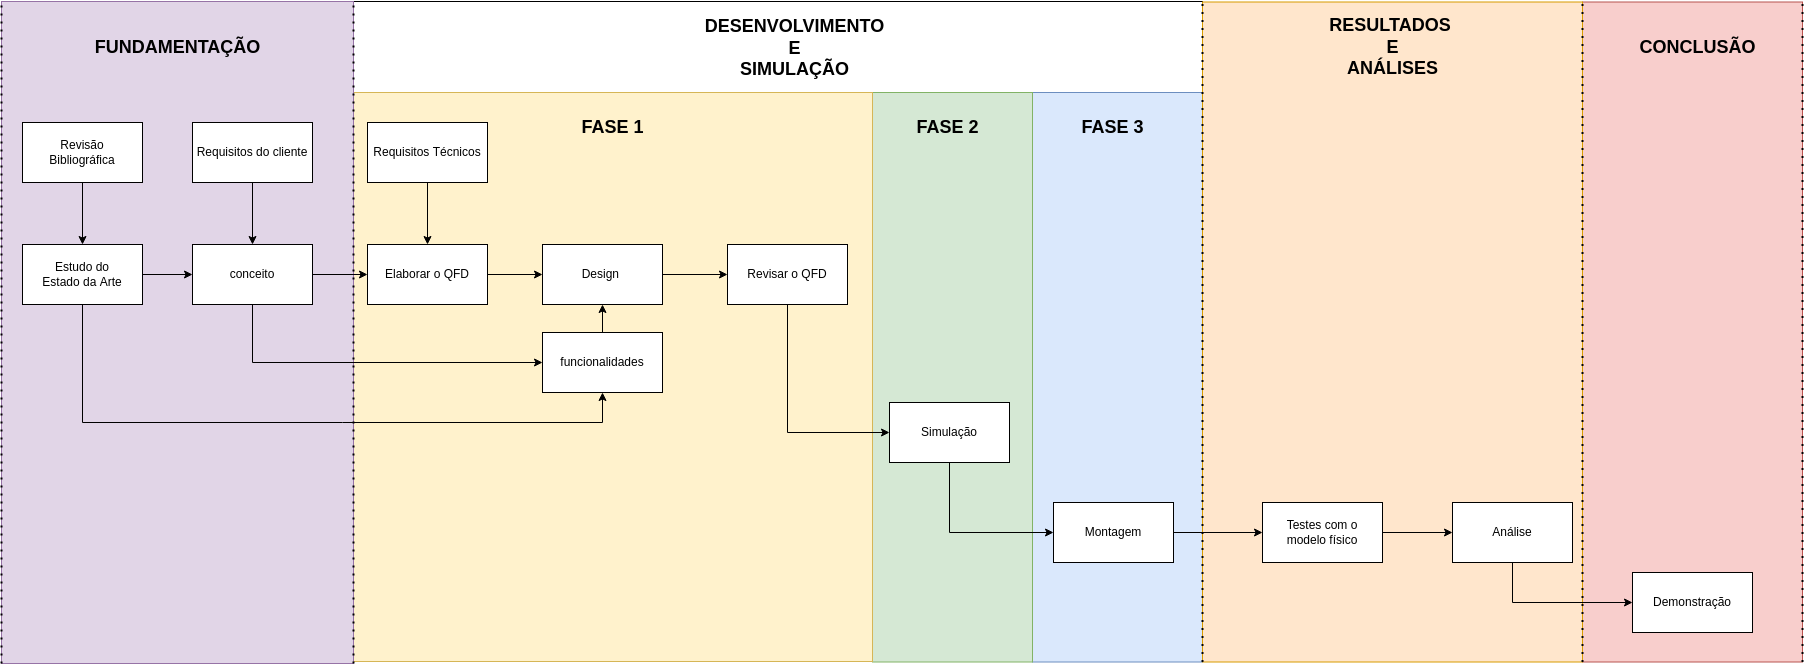 FUNDAMENTAÇÃO
DESENVOLVIMENTO
E
SIMULAÇÃO
RESULTADOS
E
ANÁLISES
CONCLUSÃO
FASE 1
FASE 2
FASE 3
Revisão
Bibliográfica
Requisitos do cliente
Requisitos Técnicos
Estudo do
Estado da Arte
conceito
Elaborar o QFD
Design
Revisar o QFD
funcionalidades
Simulação
Montagem
Testes com o
modelo físico
Análise
Demonstração